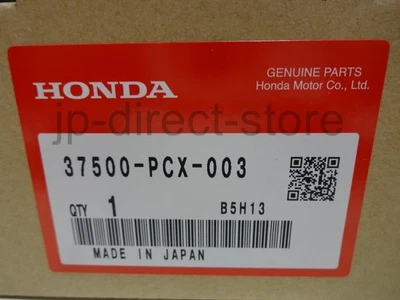 HONDA
GENUINE PARTS
Honda Motor Co., Ltd.
jp-direct-store
37500-PCX-003
QTY 1 B5H13
MADE IN JAPAN